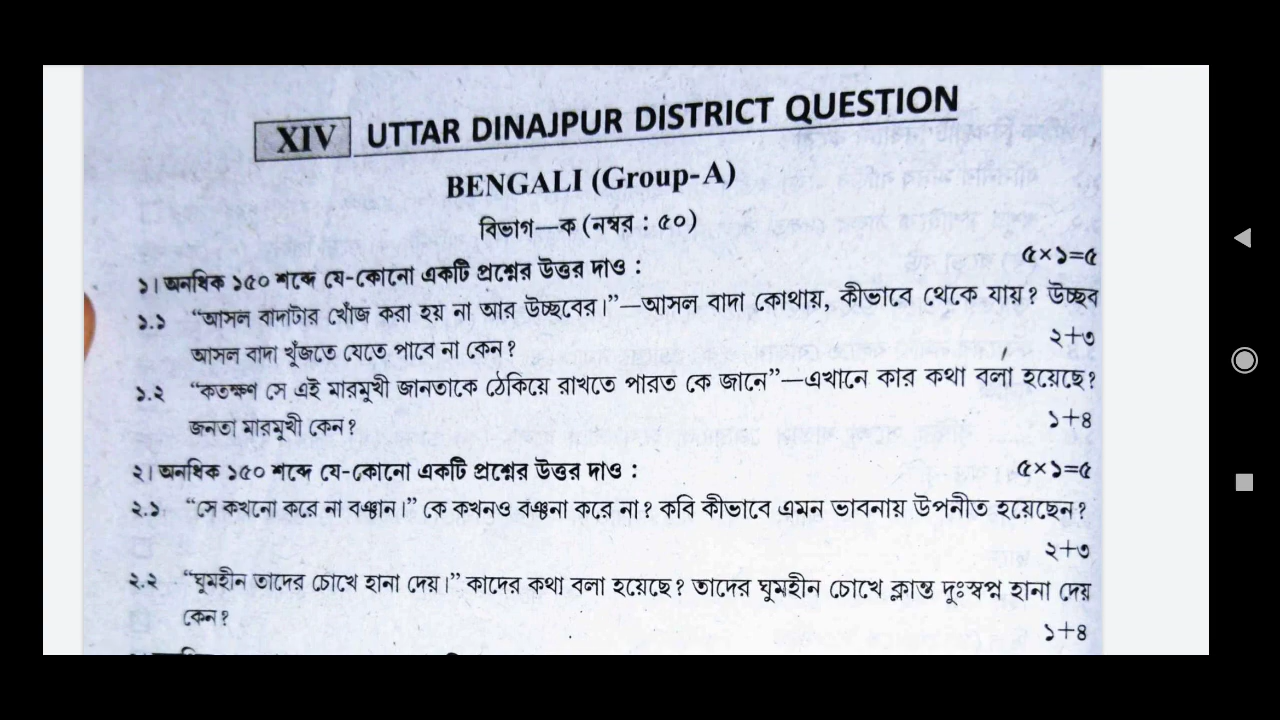 XIV UTTAR DINAJPUR DISTRICT QUESTION
BENGALI (Group-A)
বিভাগ—ক (নম্বর : ৫০)
১। অনধিক ১৫০ শব্দে যে-কোনো একটি প্রশ্নের উত্তর দাও : ৫×১=৫
১.১ “আসল বাদাটার খোঁজ করা হয় না আর উচ্ছবের।”—আসল বাদা কোথায়, কীভাবে থেকে যায়? উচ্ছব
আসল বাদা খুঁজতে যেতে পাবে না কেন? ২+৩
১.২ “কতক্ষণ সে এই মারমুখী জানতাকে ঠেকিয়ে রাখতে পারত কে জানে”—এখানে কার কথা বলা হয়েছে?
জনতা মারমুখী কেন? ১+৪
২। অনধিক ১৫০ শব্দে যে-কোনো একটি প্রশ্নের উত্তর দাও : ৫×১=৫
২.১ “সে কখনো করে না বঞ্চান।” কে কখনও বঞ্চনা করে না? কবি কীভাবে এমন ভাবনায় উপনীত হয়েছেন?
২+৩
২.২ “ঘুমহীন তাদের চোখে হানা দেয়।” কাদের কথা বলা হয়েছে? তাদের ঘুমহীন চোখে ক্লান্ত দুঃস্বপ্ন হানা দেয়
কেন? ১+৪